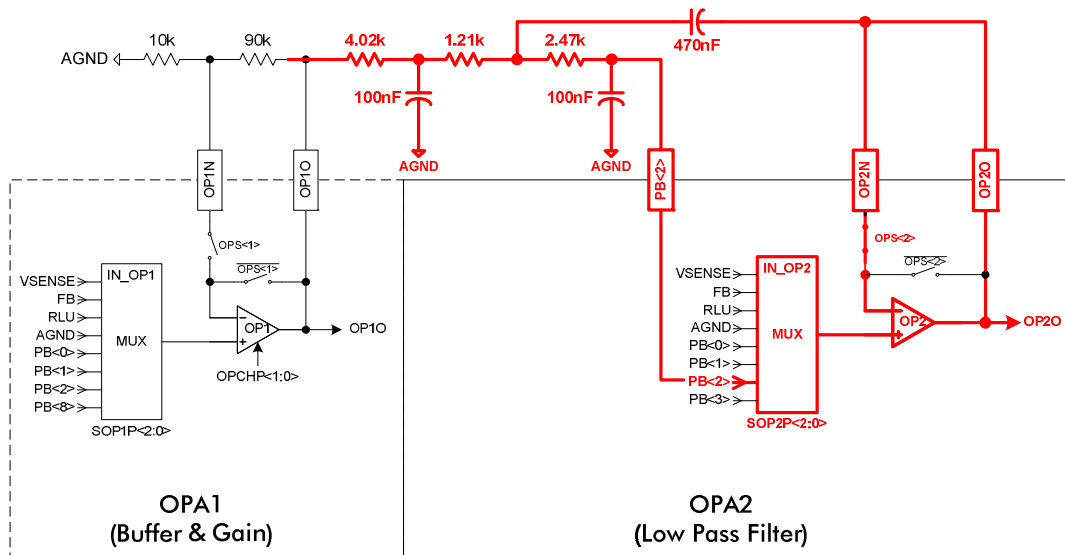 470nF
10k
90k
4.02k
1.21k
2.47k
AGND
100nF
100nF
AGND
AGND
OP1N
OP1O
PB<2>
OP2N
OP2O
OPS<1>
OPS<2>
OPS<1>
OPS<2>
IN_OP1
VSENSE
FB
RLU
AGND
PB<0>
PB<1>
PB<2>
PB<8>
MUX
SOP1P<2:0>
OP1
OP1O
OPCHP<1:0>
IN_OP2
VSENSE
FB
RLU
AGND
PB<0>
PB<1>
PB<2>
PB<3>
MUX
SOP2P<2:0>
OP2
OP2O
OPA1
(Buffer & Gain)
OPA2
(Low Pass Filter)